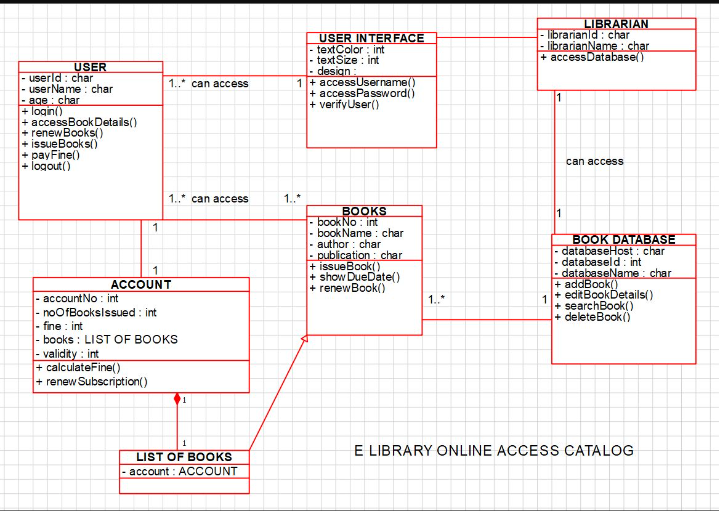 LIBRARIAN
- librarianId : char
- librarianName : char
+ accessDatabase()
USER INTERFACE
- textColor : int
- textSize : int
- design :
+ accessUsername()
+ accessPassword()
+ verifyUser()
USER
- userId : char
- userName : char
- age : char
+ login()
+ accessBookDetails()
+ renewBooks()
+ issueBooks()
+ payFine()
+ logout()
1..* can access 1
1
can access
1
1..* can access 1..*
BOOKS
- bookNo : int
- bookName : char
- author : char
- publication : char
+ issueBook()
+ showDueDate()
+ renewBook()
BOOK DATABASE
- databaseHost : char
- databaseId : int
- databaseName : char
+ addBook()
+ editBookDetails()
+ searchBook()
+ deleteBook()
1..* 1
1
1
ACCOUNT
- accountNo : int
- noOfBooksIssued : int
- fine : int
- books : LIST OF BOOKS
- validity : int
+ calculateFine()
+ renewSubscription()
1
1
LIST OF BOOKS
- account : ACCOUNT
E LIBRARY ONLINE ACCESS CATALOG